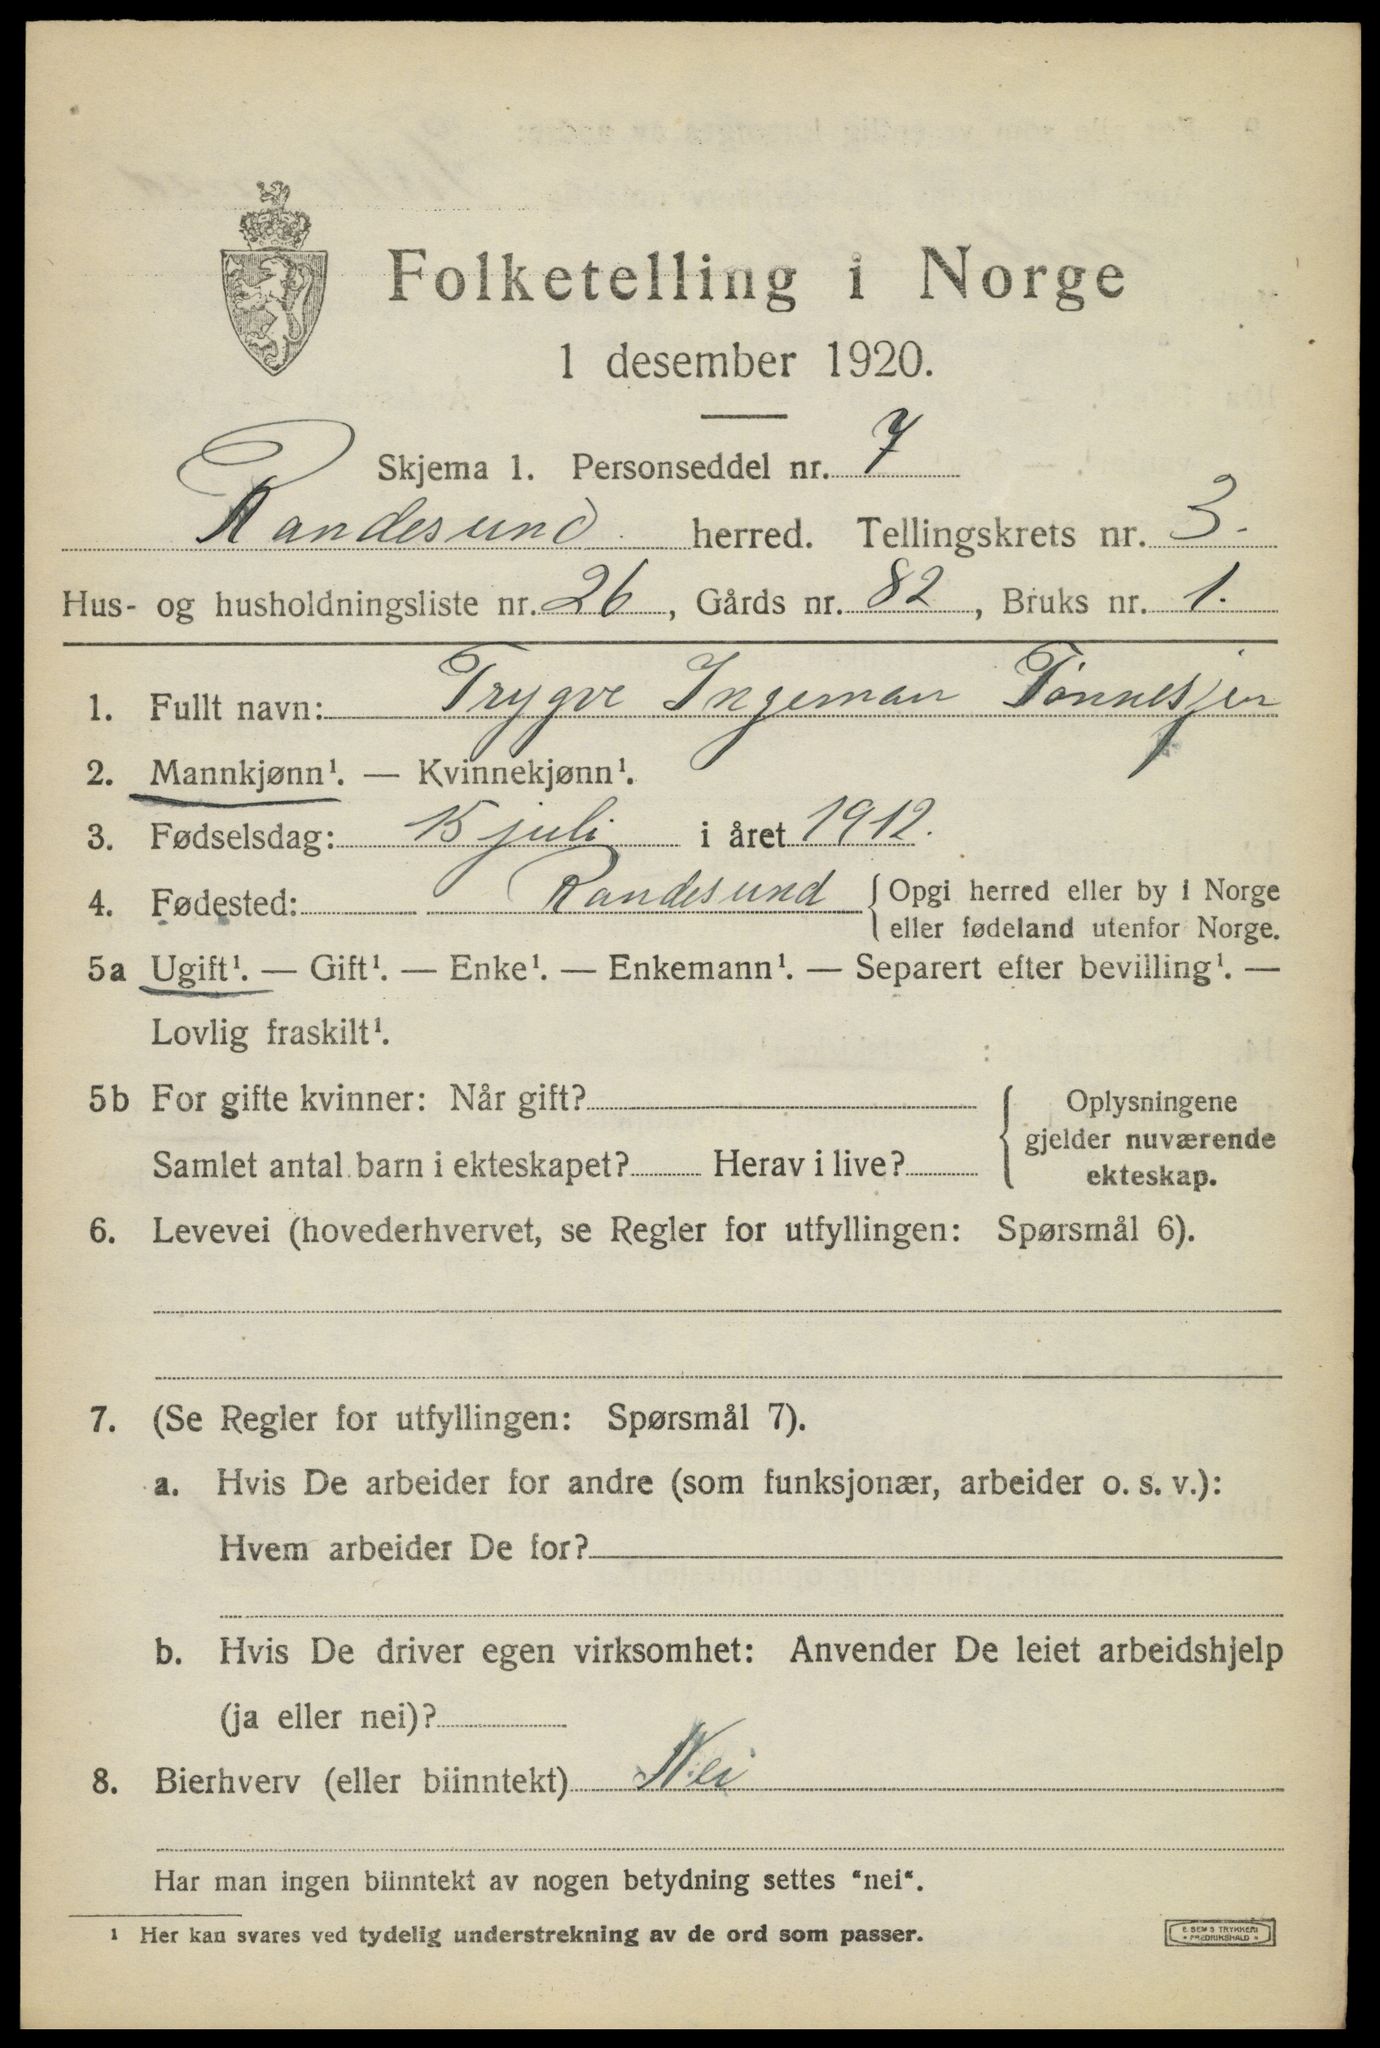 Folketelling i Norge
1 desember 1920.
Skjema 1. Personseddel nr. 7
Randesund herred. Tellingskrets nr. 3.
Hus- og husholdningsliste nr. 26, Gårds nr. 82, Bruks nr. 1.
1. Fullt navn: Trygve Ingeman Tønnesjen
2. Mannkjønn¹. — Kvinnekjønn¹.
3. Fødselsdag: 15 juli i året 1912.
4. Fødested: Randesund { Opgi herred eller by i Norge
eller fødeland utenfor Norge.
5a Ugift¹. — Gift¹. — Enke¹. — Enkemann¹. — Separert efter bevilling¹. —
Lovlig fraskilt¹.
5b For gifte kvinner: Når gift?
Samlet antal barn i ekteskapet? Herav i live?
{ Oplysningene
gjelder nuværende
ekteskap.
6. Levevei (hovederhvervet, se Regler for utfyllingen: Spørsmål 6).
7. (Se Regler for utfyllingen: Spørsmål 7).
a. Hvis De arbeider for andre (som funksjonær, arbeider o. s. v.):
Hvem arbeider De for?
b. Hvis De driver egen virksomhet: Anvender De leiet arbeidshjelp
(ja eller nei)?
8. Bierhverv (eller biinntekt) Nei
Har man ingen biinntekt av nogen betydning settes "nei".
¹ Her kan svares ved tydelig understrekning av de ord som passer.
E. SEM'S TRYKKERI
* FREDRIKSHALD *